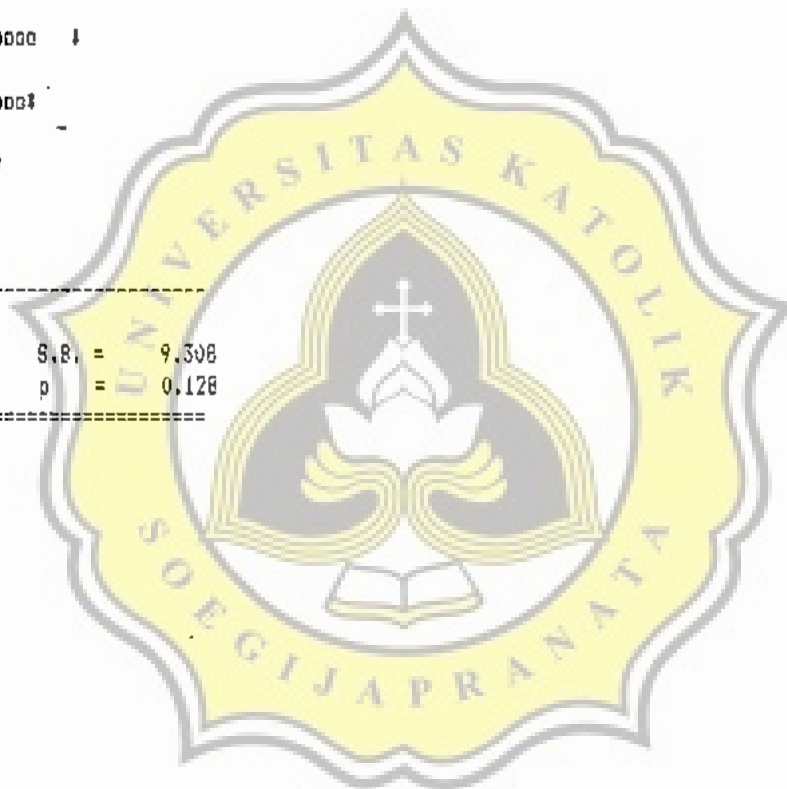 UNIVERSITAS KATOLIK
S.B. = 9.308
p = 0.128
SOEGIJAPRANATA